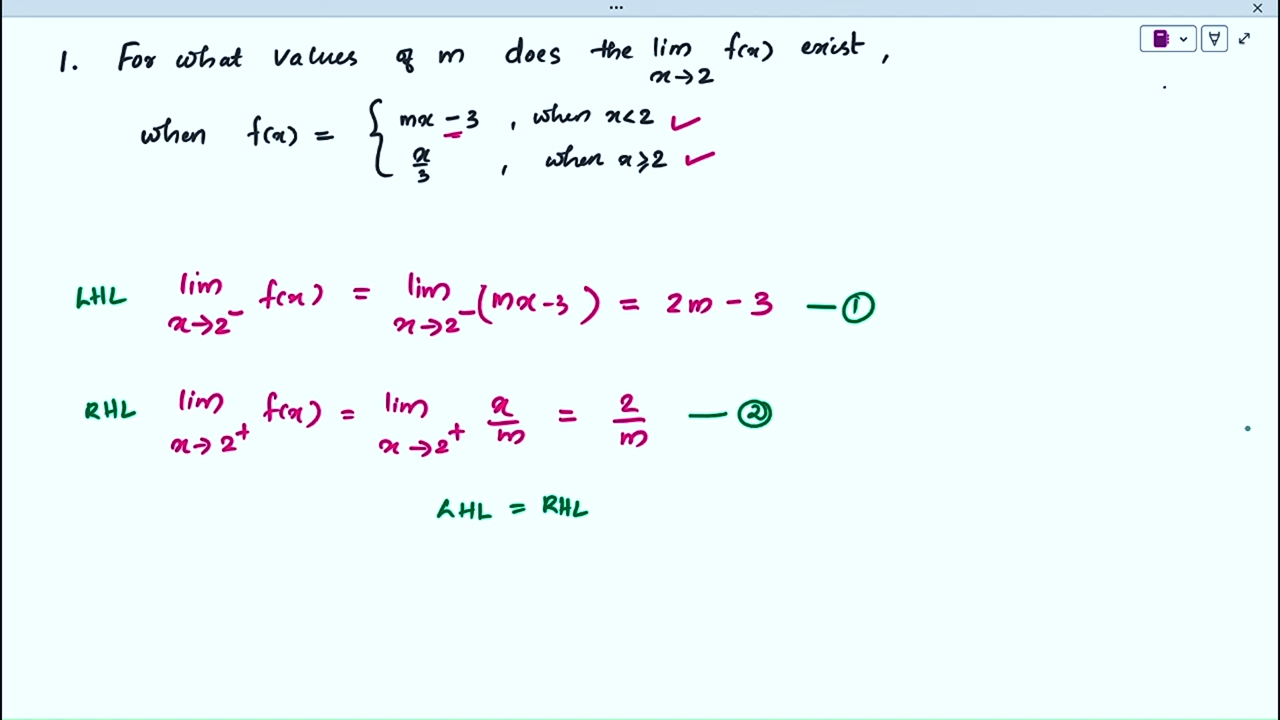 1. For what values of m does the lim x→2 f(x) exist,
when f(x) = { mx - 3 , when x<2 ✓
x/3 , when x≥2 ✓
LHL lim x→2⁻ f(x) = lim x→2⁻ (mx-3) = 2m - 3 — ①
RHL lim x→2⁺ f(x) = lim x→2⁺ x/m = 2/m — ②
LHL = RHL